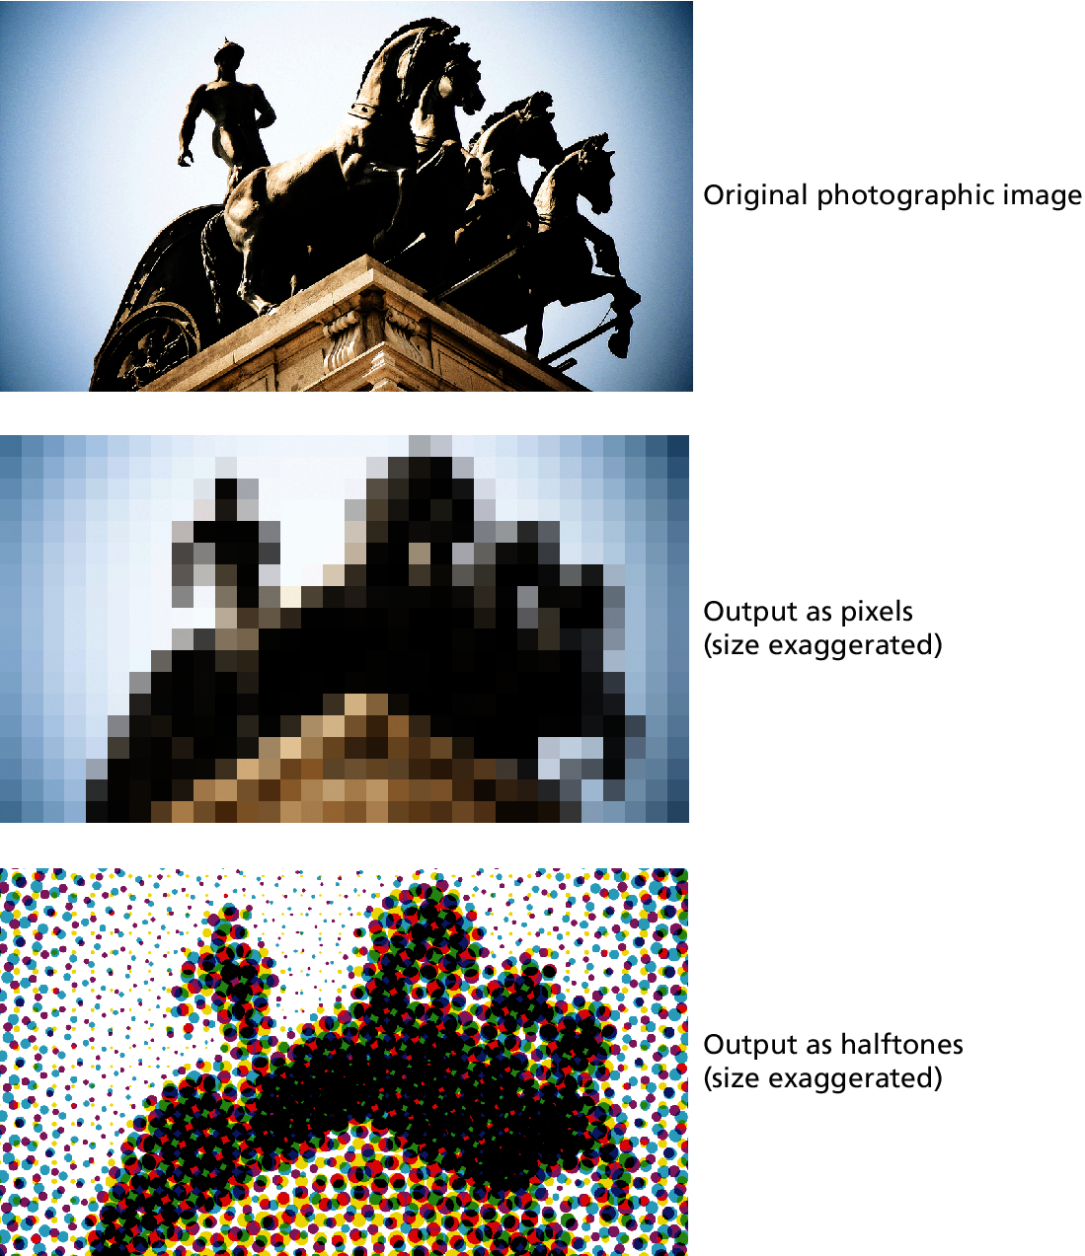 Original photographic image
Output as pixels
(size exaggerated)
Output as halftones
(size exaggerated)